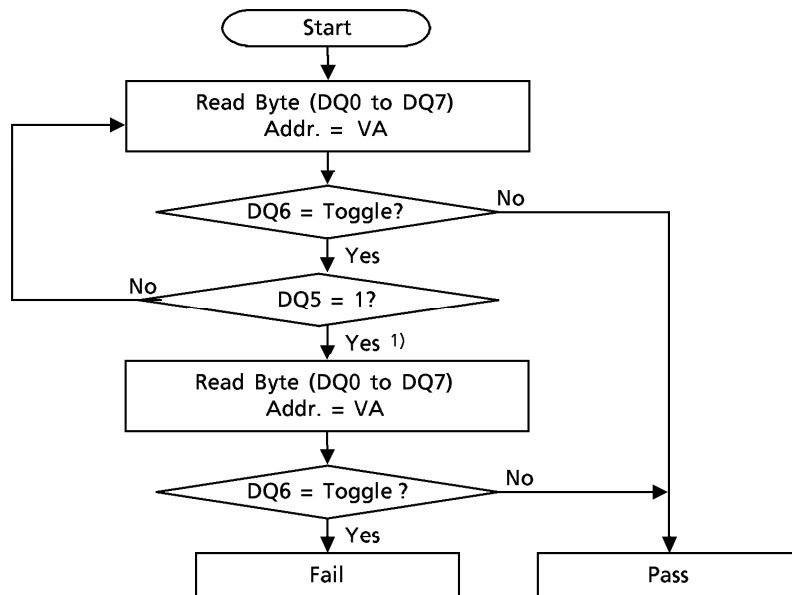 Start
Read Byte (DQ0 to DQ7)
Addr. = VA
DQ6 = Toggle?
No
Yes
No
DQ5 = 1?
Yes 1)
Read Byte (DQ0 to DQ7)
Addr. = VA
DQ6 = Toggle ?
No
Yes
Fail
Pass